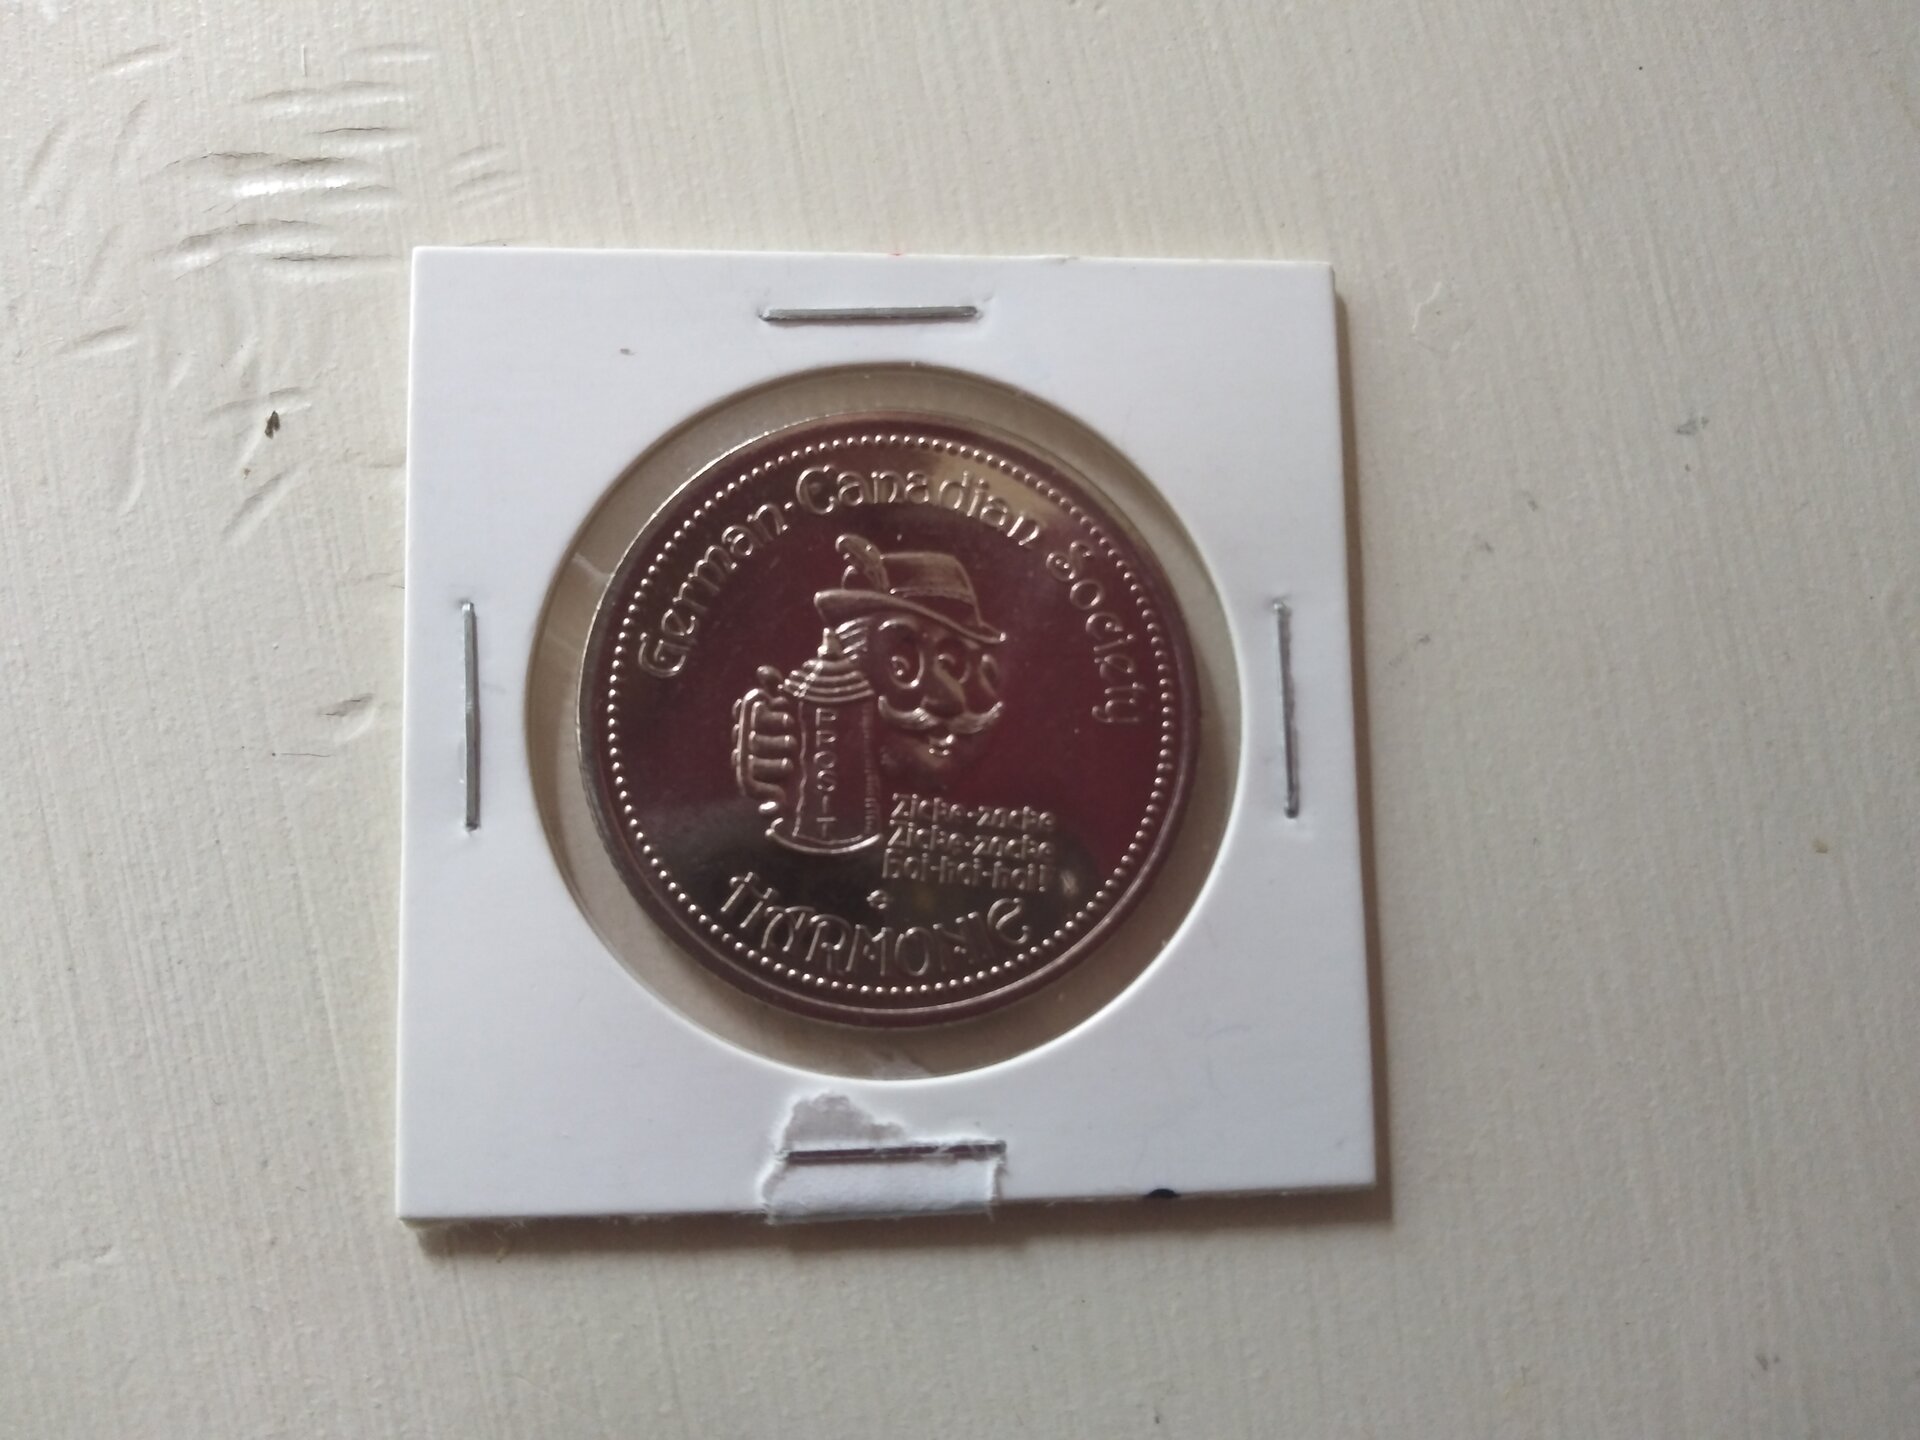 German-Canadian Society
PROSIT
Zicke-zacke
Zicke-zacke
hoi-hoi-hoi!
HARMONIE